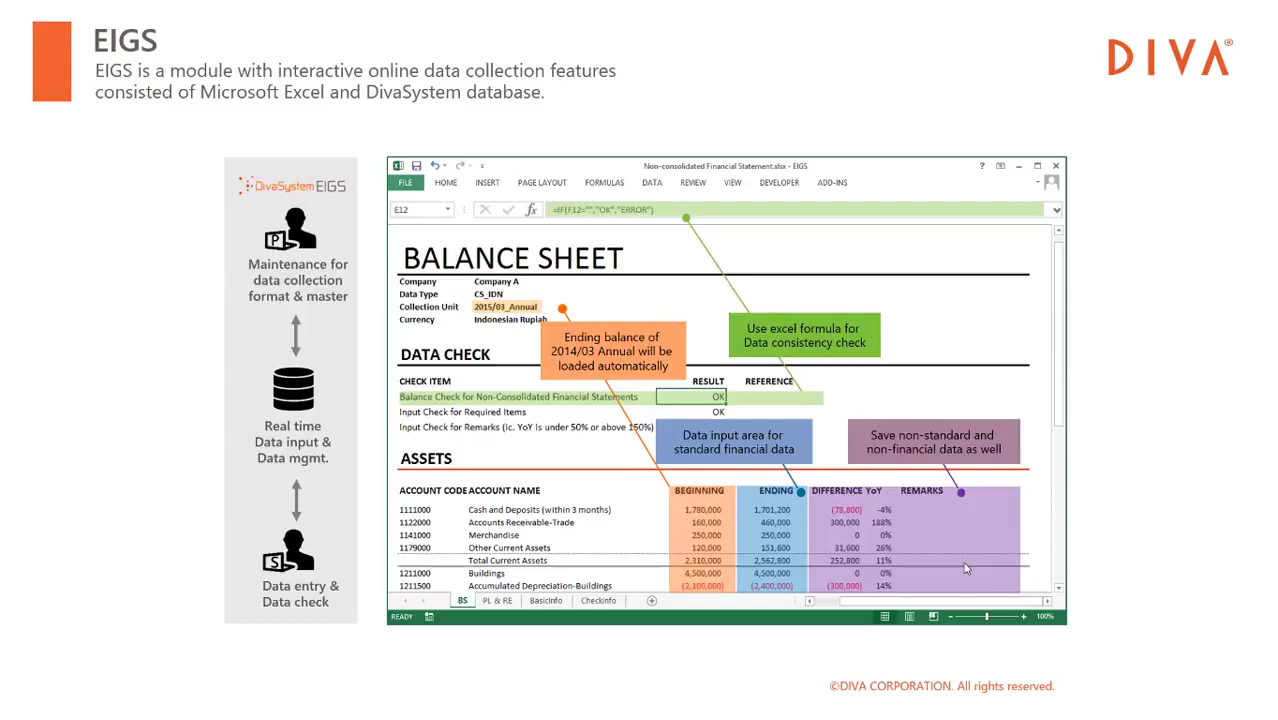 EIGS
EIGS is a module with interactive online data collection features
consisted of Microsoft Excel and DivaSystem database.
DIVA®
DivaSystem EIGS
P
Maintenance for
data collection
format & master
Real time
Data input &
Data mgmt.
S
Data entry &
Data check
Non-consolidated Financial Statement.xlsx - EIGS
FILE HOME INSERT PAGE LAYOUT FORMULAS DATA REVIEW VIEW DEVELOPER ADD-INS
E12 fx =IF(F12="","OK","ERROR")
BALANCE SHEET
Company Company A
Data Type CS_IDN
Collection Unit 2015/03_Annual
Currency Indonesian Rupiah
Ending balance of
2014/03 Annual will be
loaded automatically
Use excel formula for
Data consistency check
DATA CHECK
CHECK ITEM RESULT REFERENCE
Balance Check for Non-Consolidated Financial Statements OK
Input Check for Required Items OK
Input Check for Remarks (ic. YoY is under 50% or above 150%)
Data input area for
standard financial data
Save non-standard and
non-financial data as well
ASSETS
ACCOUNT CODE ACCOUNT NAME BEGINNING ENDING DIFFERENCE YoY REMARKS
1111000 Cash and Deposits (within 3 months) 1,780,000 1,701,200 (78,800) -4%
1122000 Accounts Receivable-Trade 160,000 460,000 300,000 188%
1141000 Merchandise 250,000 250,000 0 0%
1179000 Other Current Assets 120,000 151,600 31,600 26%
Total Current Assets 2,310,000 2,562,800 252,800 11%
1211000 Buildings 4,500,000 4,500,000 0 0%
1211500 Accumulated Depreciation-Buildings (2,100,000) (2,400,000) (300,000) 14%
BS PL & RE BasicInfo CheckInfo
READY 100%
©DIVA CORPORATION. All rights reserved.